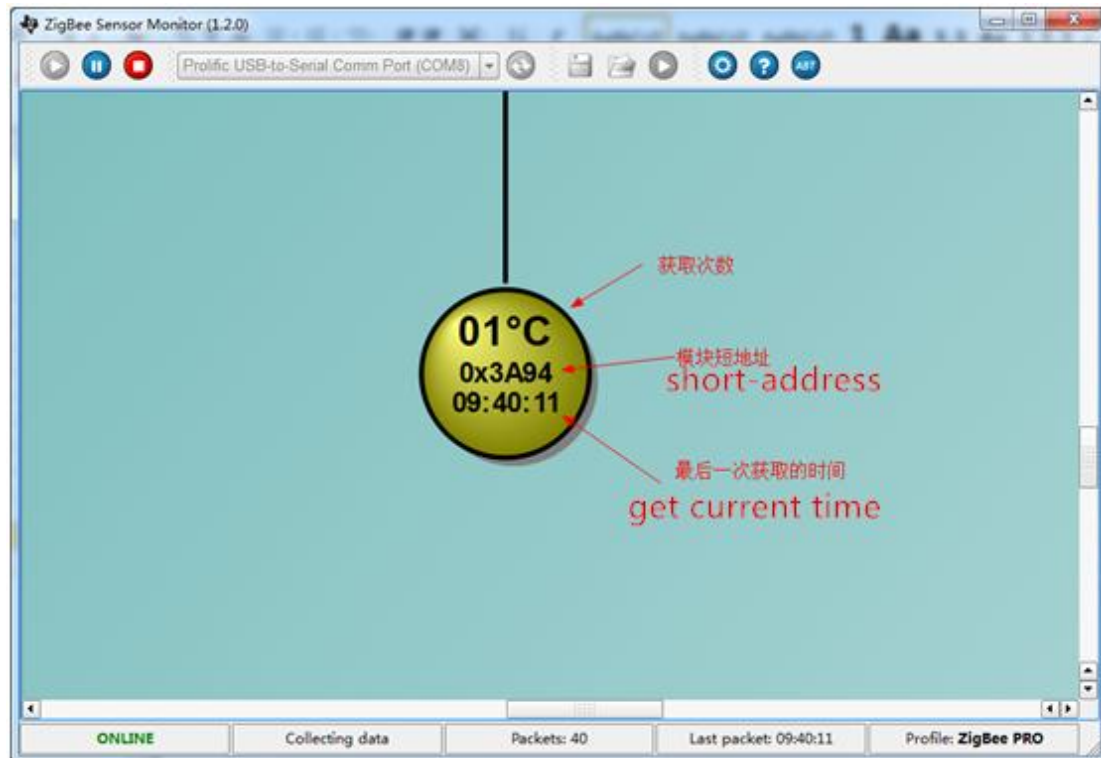 ZigBee Sensor Monitor (1.2.0)
Prolific USB-to-Serial Comm Port (COM8)
获取次数
01°C
0x3A94
模块短地址
short-address
09:40:11
最后一次获取的时间
get current time
ONLINE
Collecting data
Packets: 40
Last packet: 09:40:11
Profile: ZigBee PRO